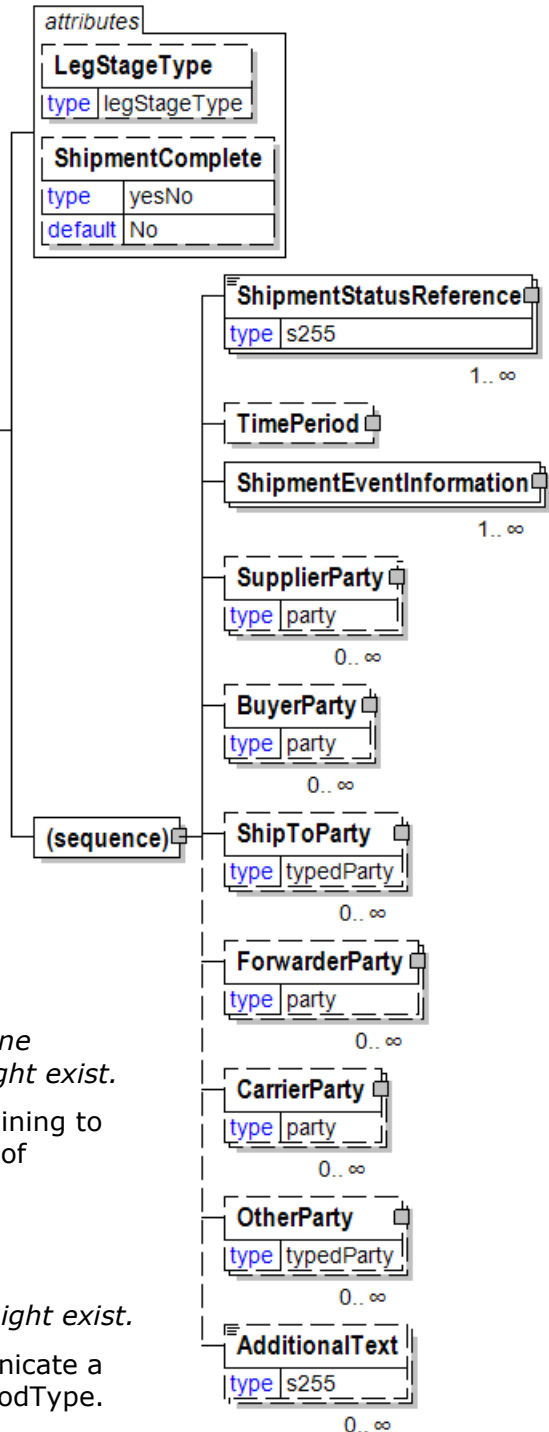 attributes
LegStageType
type legStageType
ShipmentComplete
type yesNo
default No
ShipmentStatusReference
type s255
1.. ∞
TimePeriod
ShipmentEventInformation
1.. ∞
SupplierParty
type party
0.. ∞
BuyerParty
type party
0.. ∞
(sequence)
ShipToParty
type typedParty
0.. ∞
ForwarderParty
type party
0.. ∞
CarrierParty
type party
0.. ∞
OtherParty
type typedParty
0.. ∞
AdditionalText
type s255
0.. ∞
ght exist.
ining to
of
ight exist.
nicate a
odType.